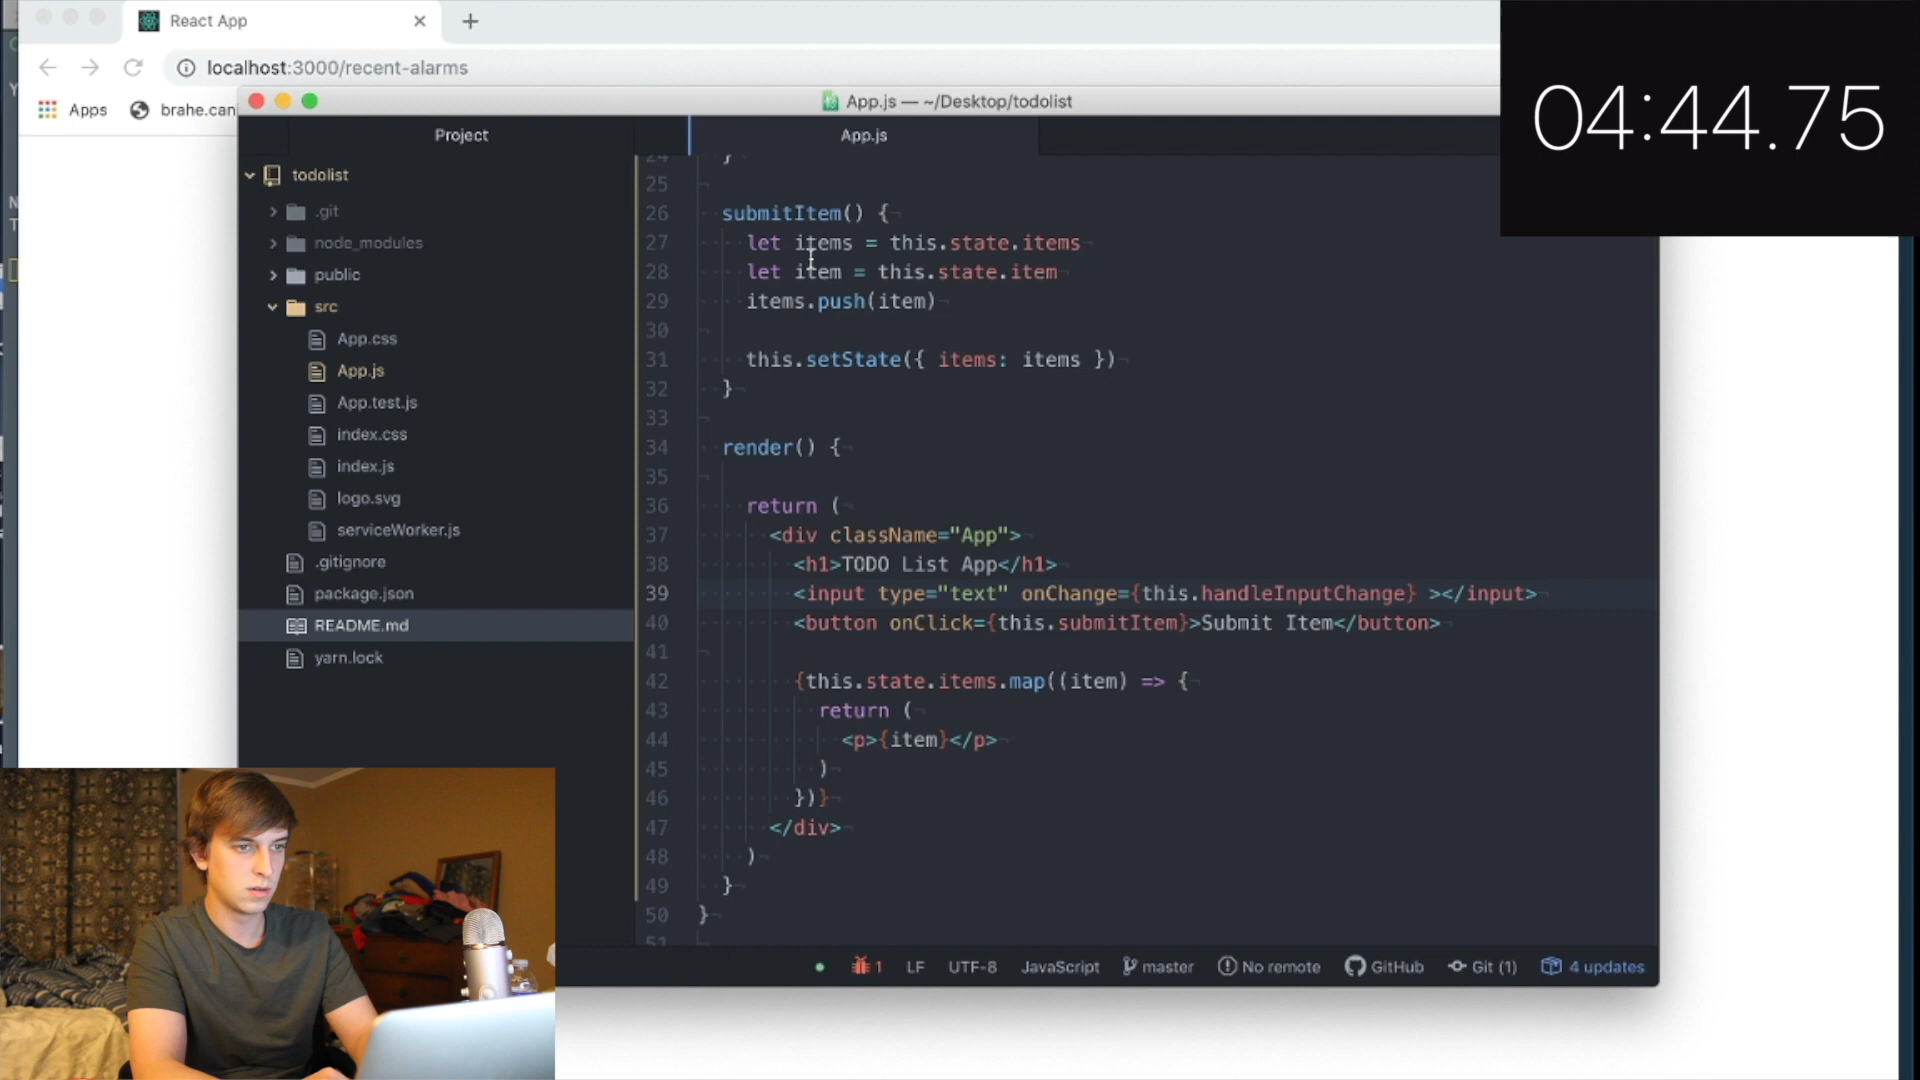 React App
localhost:3000/recent-alarms
Apps
brahe.cani
App.js — ~/Desktop/todolist
04:44.75
Project
App.js
todolist
.git
node_modules
public
src
App.css
App.js
App.test.js
index.css
index.js
logo.svg
serviceWorker.js
.gitignore
package.json
README.md
yarn.lock
24 }
25
26 submitItem() {
27 let items = this.state.items
28 let item = this.state.item
29 items.push(item)
30
31 this.setState({ items: items })
32 }
33
34 render() {
35
36 return (
37 <div className="App">
38 <h1>TODO List App</h1>
39 <input type="text" onChange={this.handleInputChange} ></input>
40 <button onClick={this.submitItem}>Submit Item</button>
41
42 {this.state.items.map((item) => {
43 return (
44 <p>{item}</p>
45 )
46 })}
47 </div>
48 )
49 }
50 }
51
1 LF UTF-8 JavaScript master No remote GitHub Git (1) 4 updates